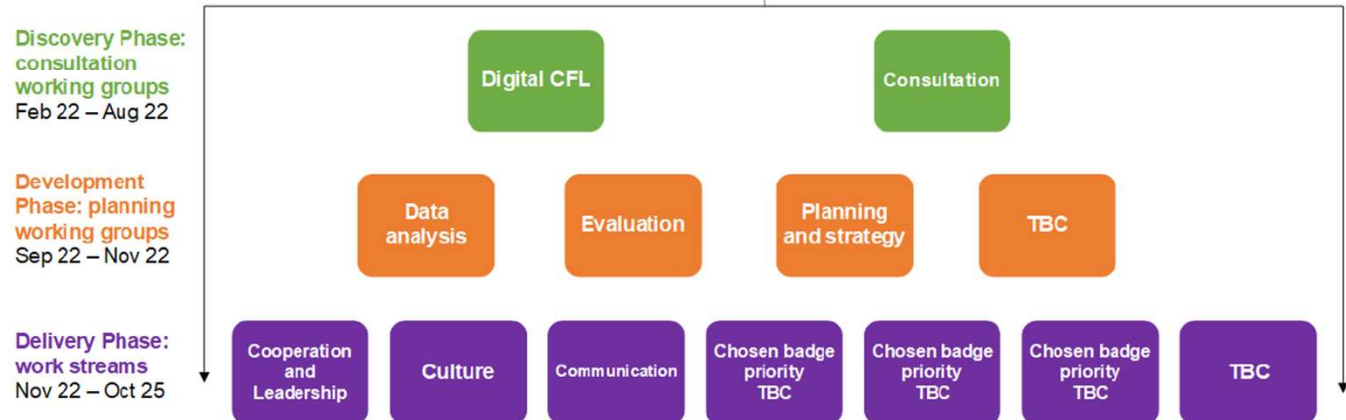 Discovery Phase:
consultation
working groups
Feb 22 – Aug 22
Digital CFL
Consultation
Development
Phase: planning
working groups
Sep 22 – Nov 22
Data
analysis
Evaluation
Planning
and strategy
TBC
Delivery Phase:
work streams
Nov 22 – Oct 25
Cooperation
and
Leadership
Culture
Communication
Chosen badge
priority
TBC
Chosen badge
priority
TBC
Chosen badge
priority
TBC
TBC